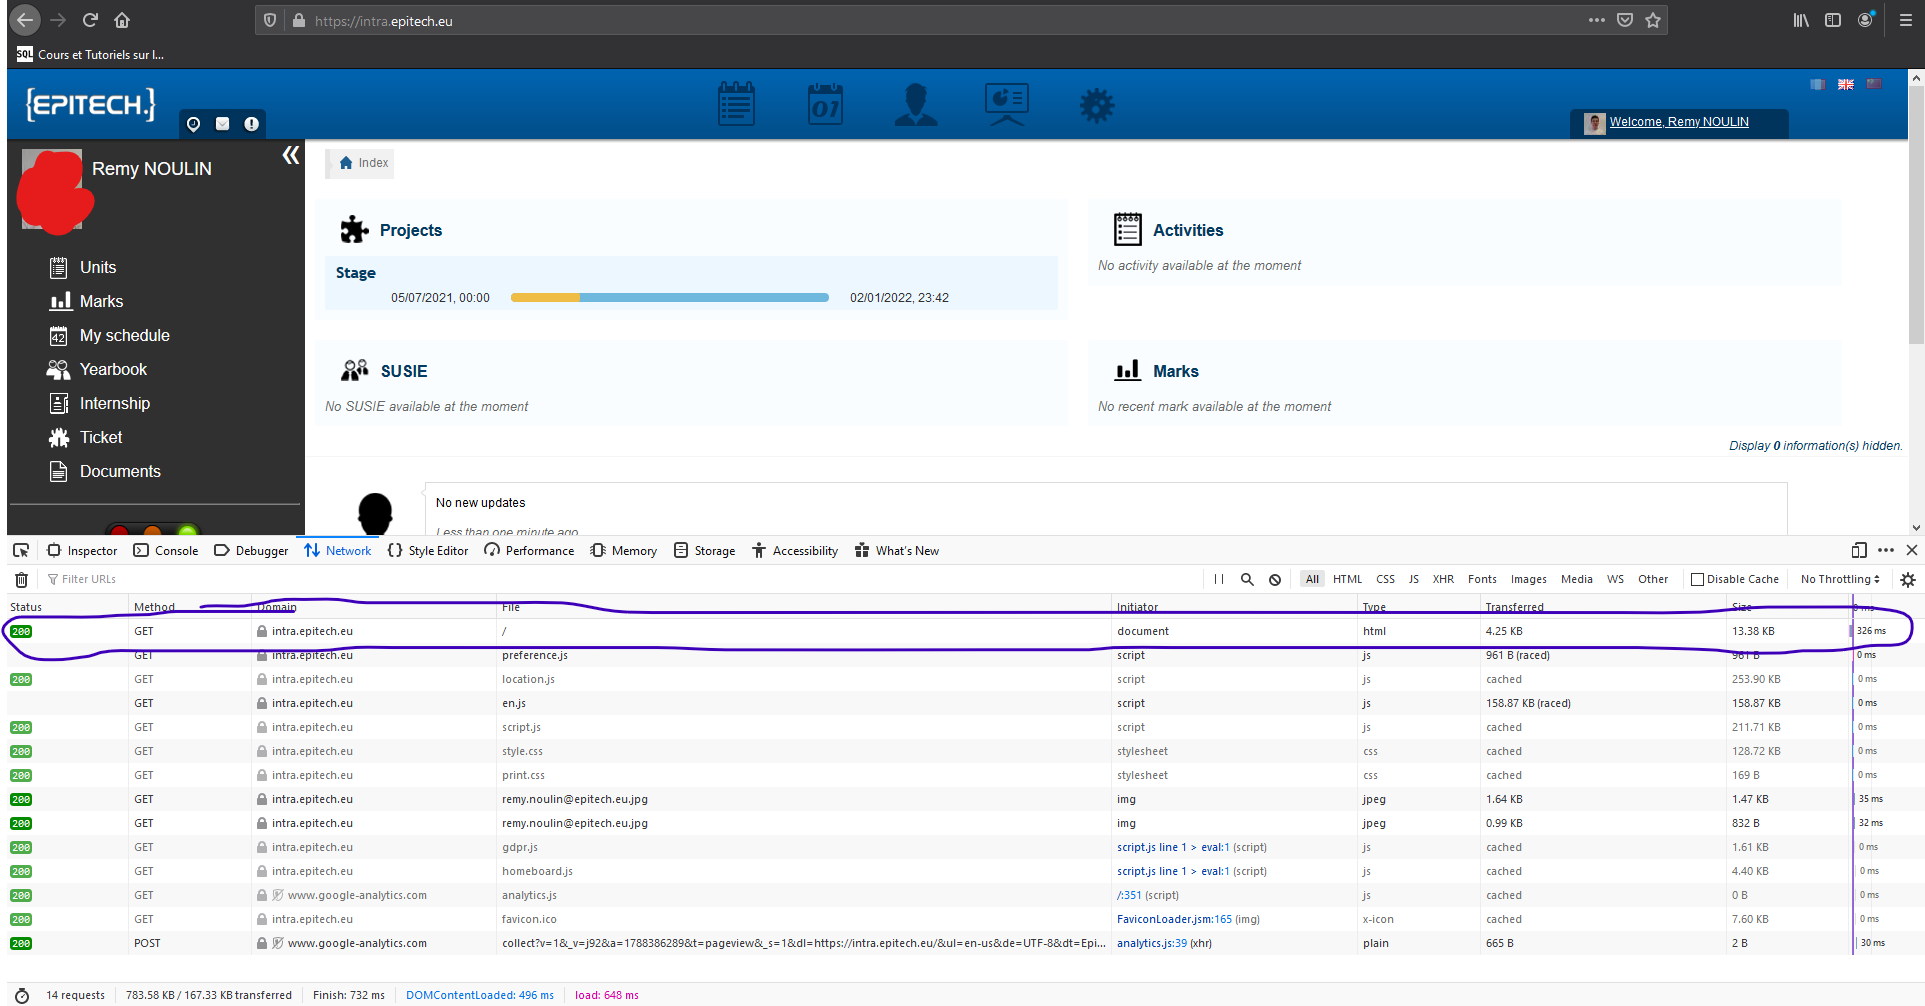 https://intra.epitech.eu
SQL Cours et Tutoriels sur l...
{EPITECH.}
01
Welcome, Remy NOULIN
Remy NOULIN
Index
Units
Marks
42 My schedule
Yearbook
Internship
Ticket
Documents
Projects
Stage
05/07/2021, 00:00 02/01/2022, 23:42
Activities
No activity available at the moment
SUSIE
No SUSIE available at the moment
Marks
No recent mark available at the moment
Display 0 information(s) hidden.
No new updates
Less than one minute ago
Inspector Console Debugger Network Style Editor Performance Memory Storage Accessibility What's New
Filter URLs All HTML CSS JS XHR Fonts Images Media WS Other Disable Cache No Throttling
Status Method Domain File Initiator Type Transferred Size 0 ms
200 GET intra.epitech.eu / document html 4.25 KB 13.38 KB 326 ms
GET intra.epitech.eu preference.js script js 961 B (raced) 961 B 0 ms
200 GET intra.epitech.eu location.js script js cached 253.90 KB 0 ms
GET intra.epitech.eu en.js script js 158.87 KB (raced) 158.87 KB 0 ms
200 GET intra.epitech.eu script.js script js cached 211.71 KB 0 ms
200 GET intra.epitech.eu style.css stylesheet css cached 128.72 KB 0 ms
200 GET intra.epitech.eu print.css stylesheet css cached 169 B 0 ms
200 GET intra.epitech.eu remy.noulin@epitech.eu.jpg img jpeg 1.64 KB 1.47 KB 35 ms
200 GET intra.epitech.eu remy.noulin@epitech.eu.jpg img jpeg 0.99 KB 832 B 32 ms
200 GET intra.epitech.eu gdpr.js script.js line 1 > eval:1 (script) js cached 1.61 KB 0 ms
200 GET intra.epitech.eu homeboard.js script.js line 1 > eval:1 (script) js cached 4.40 KB 0 ms
200 GET www.google-analytics.com analytics.js /:351 (script) js cached 0 B 0 ms
200 GET intra.epitech.eu favicon.ico FaviconLoader.jsm:165 (img) x-icon cached 7.60 KB 0 ms
200 POST www.google-analytics.com collect?v=1&_v=j92&a=1788386289&t=pageview&_s=1&dl=https://intra.epitech.eu/&ul=en-us&de=UTF-8&dt=Epi... analytics.js:39 (xhr) plain 665 B 2 B 30 ms
14 requests 783.58 KB / 167.33 KB transferred Finish: 732 ms DOMContentLoaded: 496 ms load: 648 ms